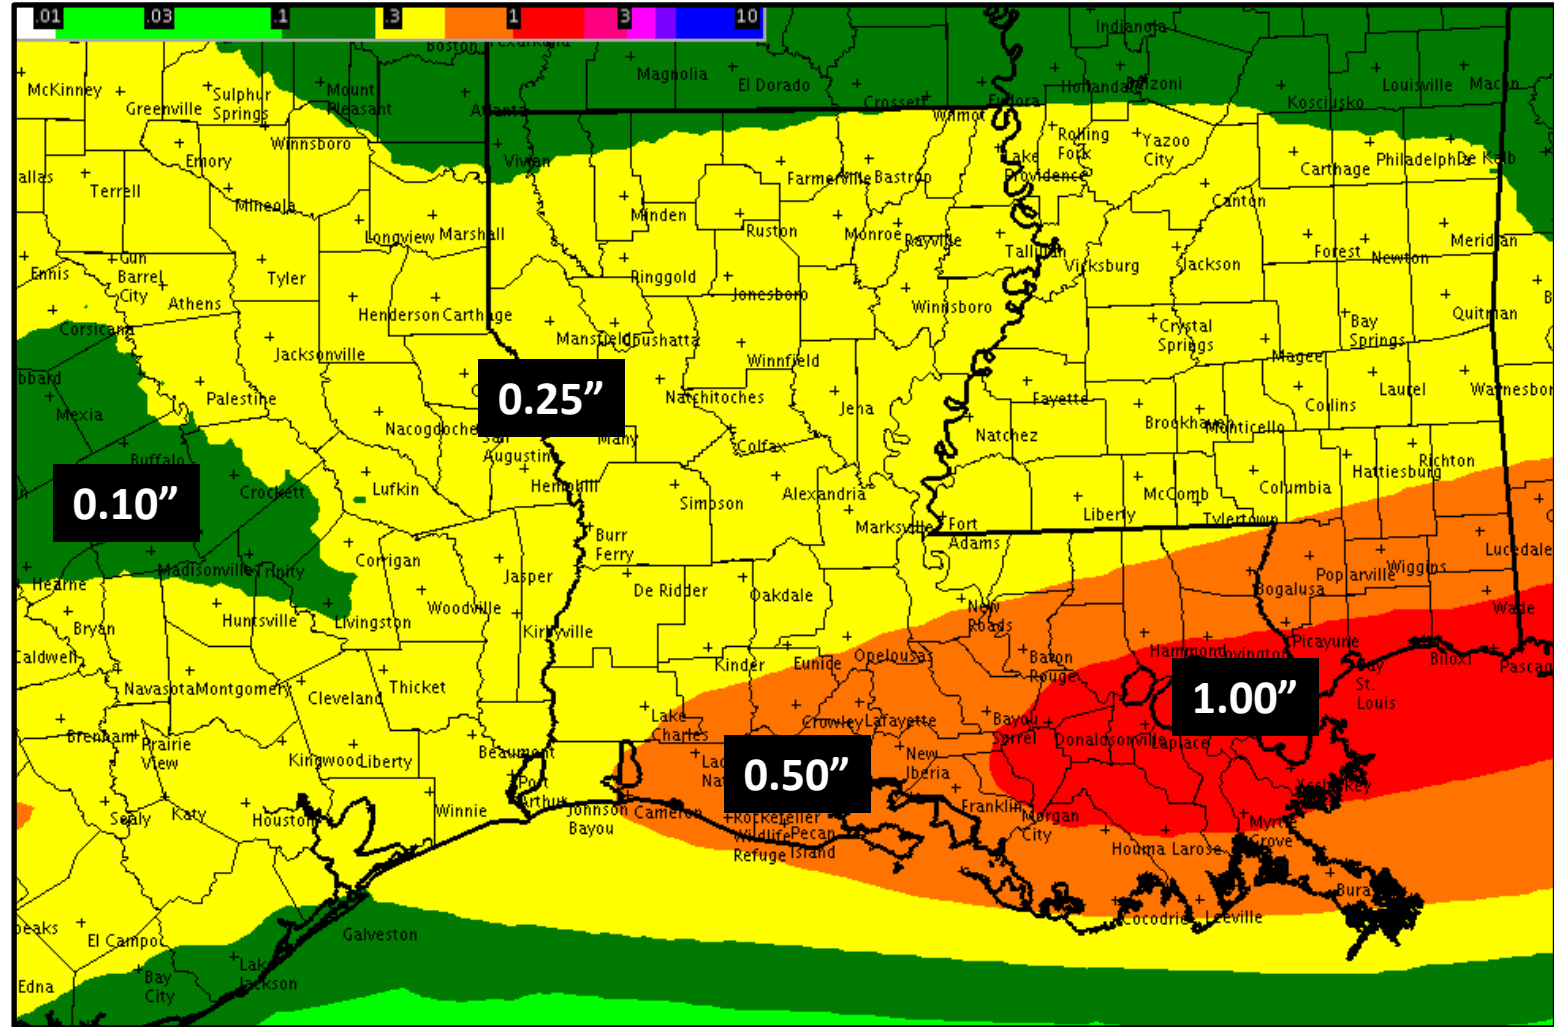 .01 .03 .1 .3 1 3 10
Indianola
Boston
Magnolia
El Dorado
Crossett
Eudora
Hollandale
Belzoni
Louisville
Macon
Kosciusko
McKinney
Greenville
Sulphur
Springs
Mount
Pleasant
Atlanta
Wilmot
Rolling
Fork
Yazoo
City
Winnsboro
Emory
Vivian
Lake
Providence
Carthage
Philadelphia
De Kalb
allas
Terrell
Mineola
Farmerville
Bastrop
Canton
Longview
Marshall
Minden
Ruston
Monroe
Rayville
Tallulah
Vicksburg
Jackson
Forest
Newton
Meridian
Ennis
Gun
Barrel
City
Tyler
Athens
Ringgold
Jonesboro
Winnsboro
Henderson
Carthage
Quitman
Corsicana
Jacksonville
Mansfield
Coushatta
Winnfield
Crystal
Springs
Magee
Bay
Springs
bbard
Mexia
Palestine
0.25”
Natchitoches
Jena
Fayette
Collins
Laurel
Waynesbor
Nacogdoche
San
Augustine
Many
Colfax
Natchez
Brookhaven
Monticello
Buffalo
0.10”
Crockett
Lufkin
Hemphill
Simpson
Alexandria
Marksville
Fort
Adams
Liberty
McComb
Tylertown
Columbia
Hattiesburg
Richton
Burr
Ferry
Lucedale
Hearne
Madisonville
Trinity
Corrigan
Jasper
De Ridder
Oakdale
Bogalusa
Poplarville
Wiggins
Bryan
Huntsville
Livingston
Woodville
Kirbyville
New
Roads
Wade
Caldwell
Navasota
Montgomery
Cleveland
Thicket
Kinder
Eunice
Opelousas
Baton
Rouge
Hammond
Covington
Picayune
Bay
St.
Louis
Biloxi
Pascag
1.00”
Brenham
Prairie
View
Kingwood
Liberty
Beaumont
Lake
Charles
Crowley
Lafayette
Bayou
Sorrel
Donaldsonville
Laplace
0.50”
New
Iberia
Sealy
Katy
Houston
Winnie
Port
Arthur
Johnson
Bayou
Cameron
Rockefeller
Wildlife
Refuge
Pecan
Island
Franklin
Morgan
City
Houma
Larose
Myrtle
Grove
Cocodrie
Leeville
Bura
peaks
El Campo
Galveston
Edna
Bay
City
Lake
Jackson